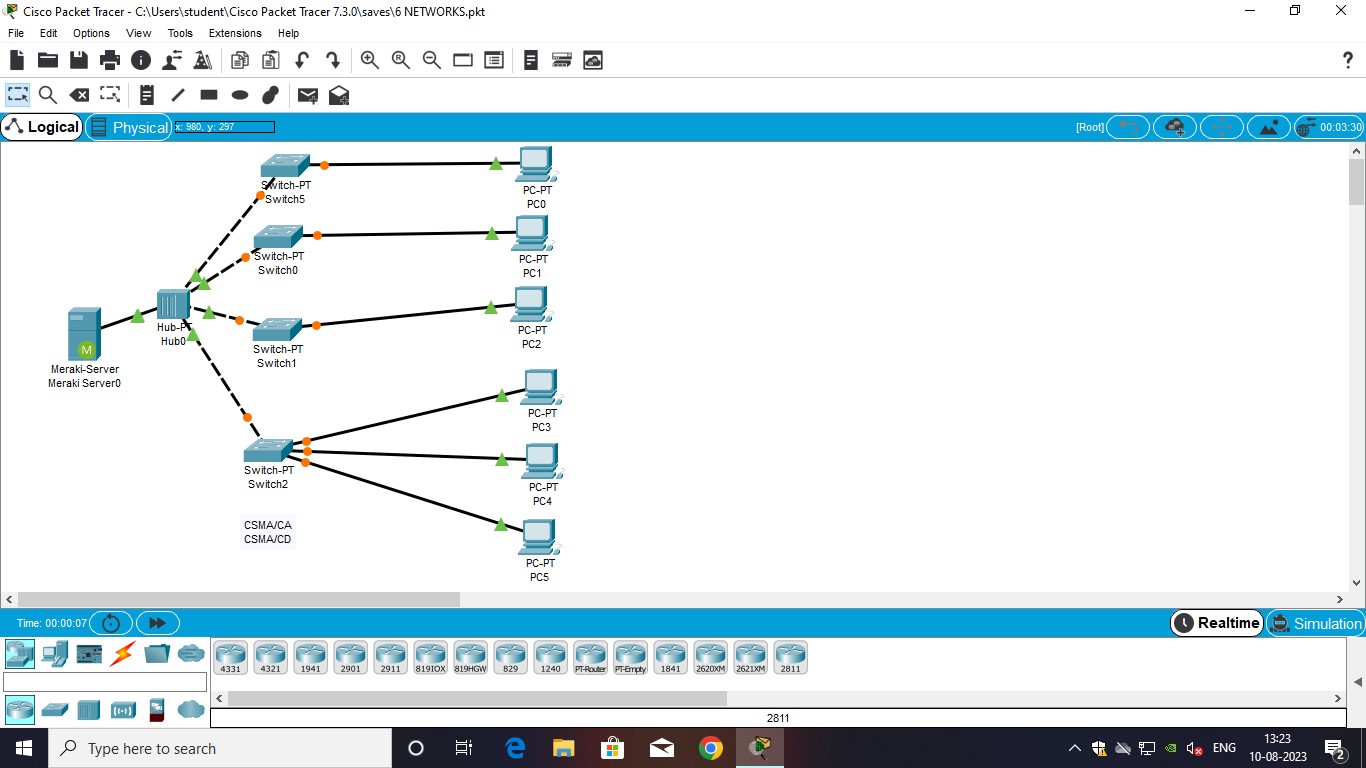 Cisco Packet Tracer - C:\Users\student\Cisco Packet Tracer 7.3.0\saves\6 NETWORKS.pkt
File Edit Options View Tools Extensions Help
R
?
Logical
Physical
x: 980, y: 297
[Root]
00:03:30
Switch-PT
Switch5
PC-PT
PC0
Switch-PT
Switch0
PC-PT
PC1
Hub-PT
Hub0
Switch-PT
Switch1
PC-PT
PC2
M
Meraki-Server
Meraki Server0
PC-PT
PC3
Switch-PT
Switch2
PC-PT
PC4
CSMA/CA
CSMA/CD
PC-PT
PC5
Time: 00:00:07
Realtime
Simulation
4331 4321 1941 2901 2911 819IOX 819HGW 829 1240 PT-Router PT-Empty 1841 2620XM 2621XM 2811
2811
Type here to search
ENG
13:23
10-08-2023
2